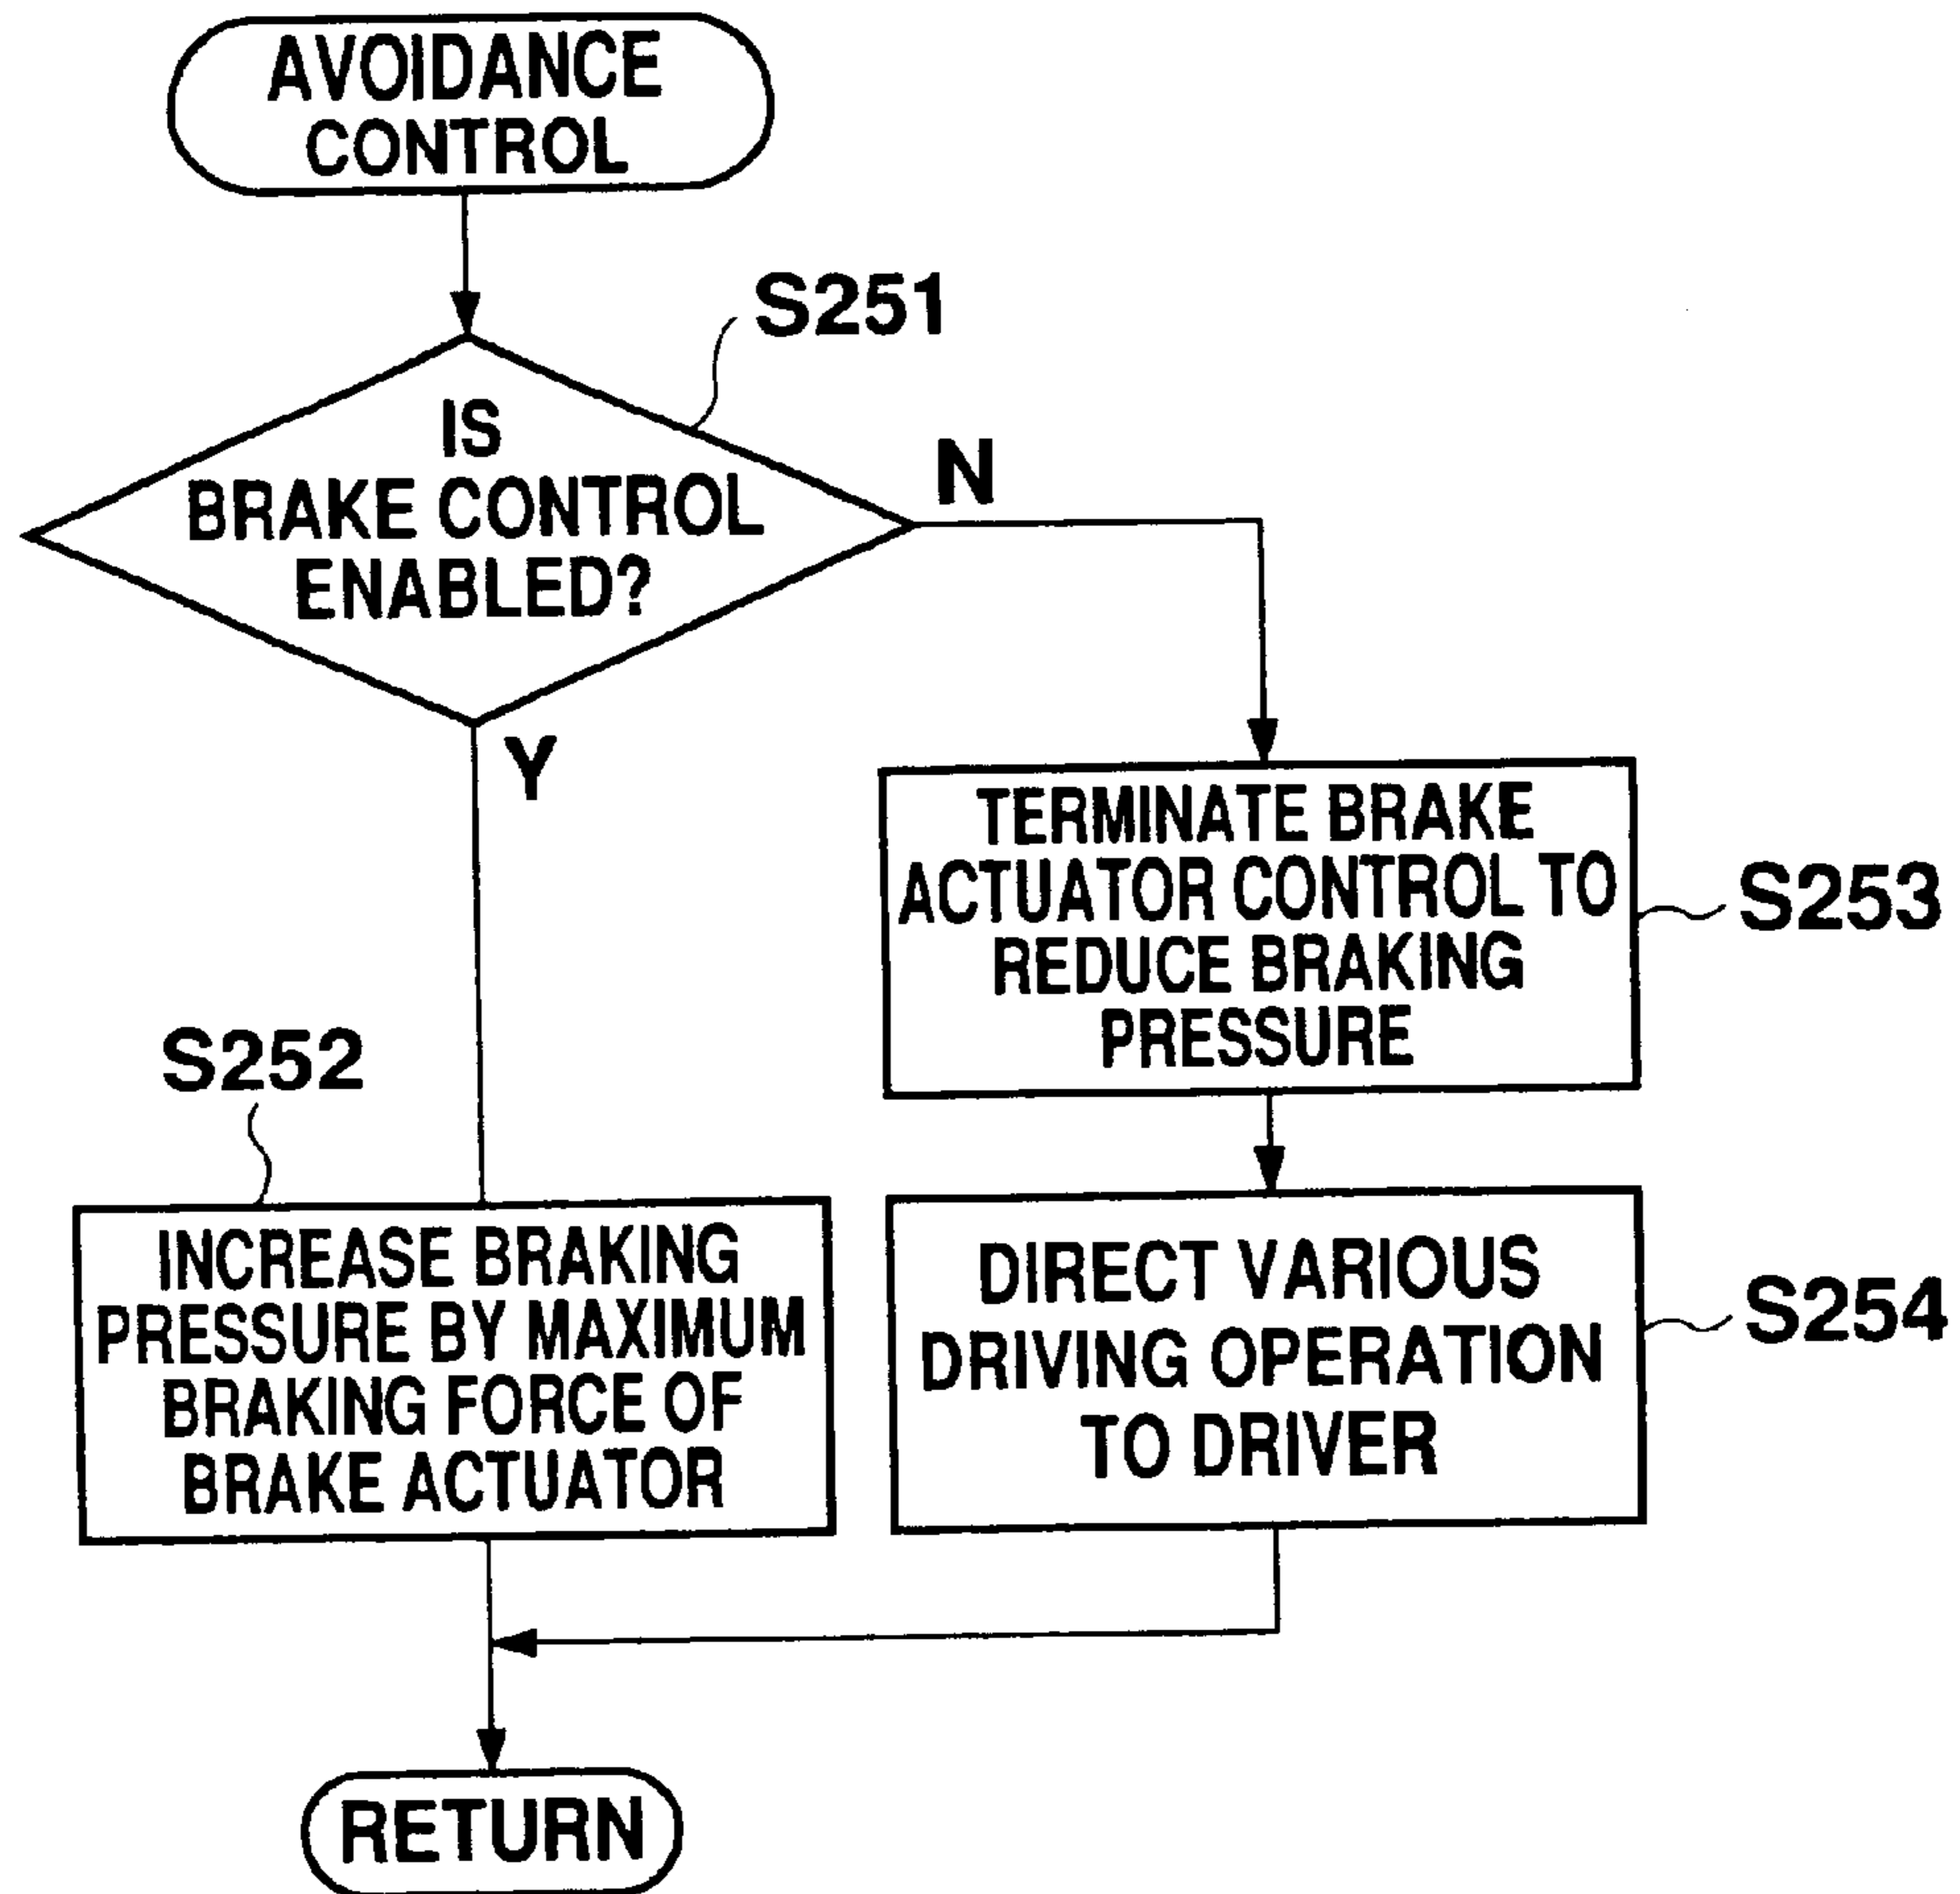 AVOIDANCE
CONTROL
S251
IS
BRAKE CONTROL
ENABLED?
N
Y
TERMINATE BRAKE
ACTUATOR CONTROL TO
REDUCE BRAKING
PRESSURE
S253
S252
INCREASE BRAKING
PRESSURE BY MAXIMUM
BRAKING FORCE OF
BRAKE ACTUATOR
DIRECT VARIOUS
DRIVING OPERATION
TO DRIVER
S254
RETURN